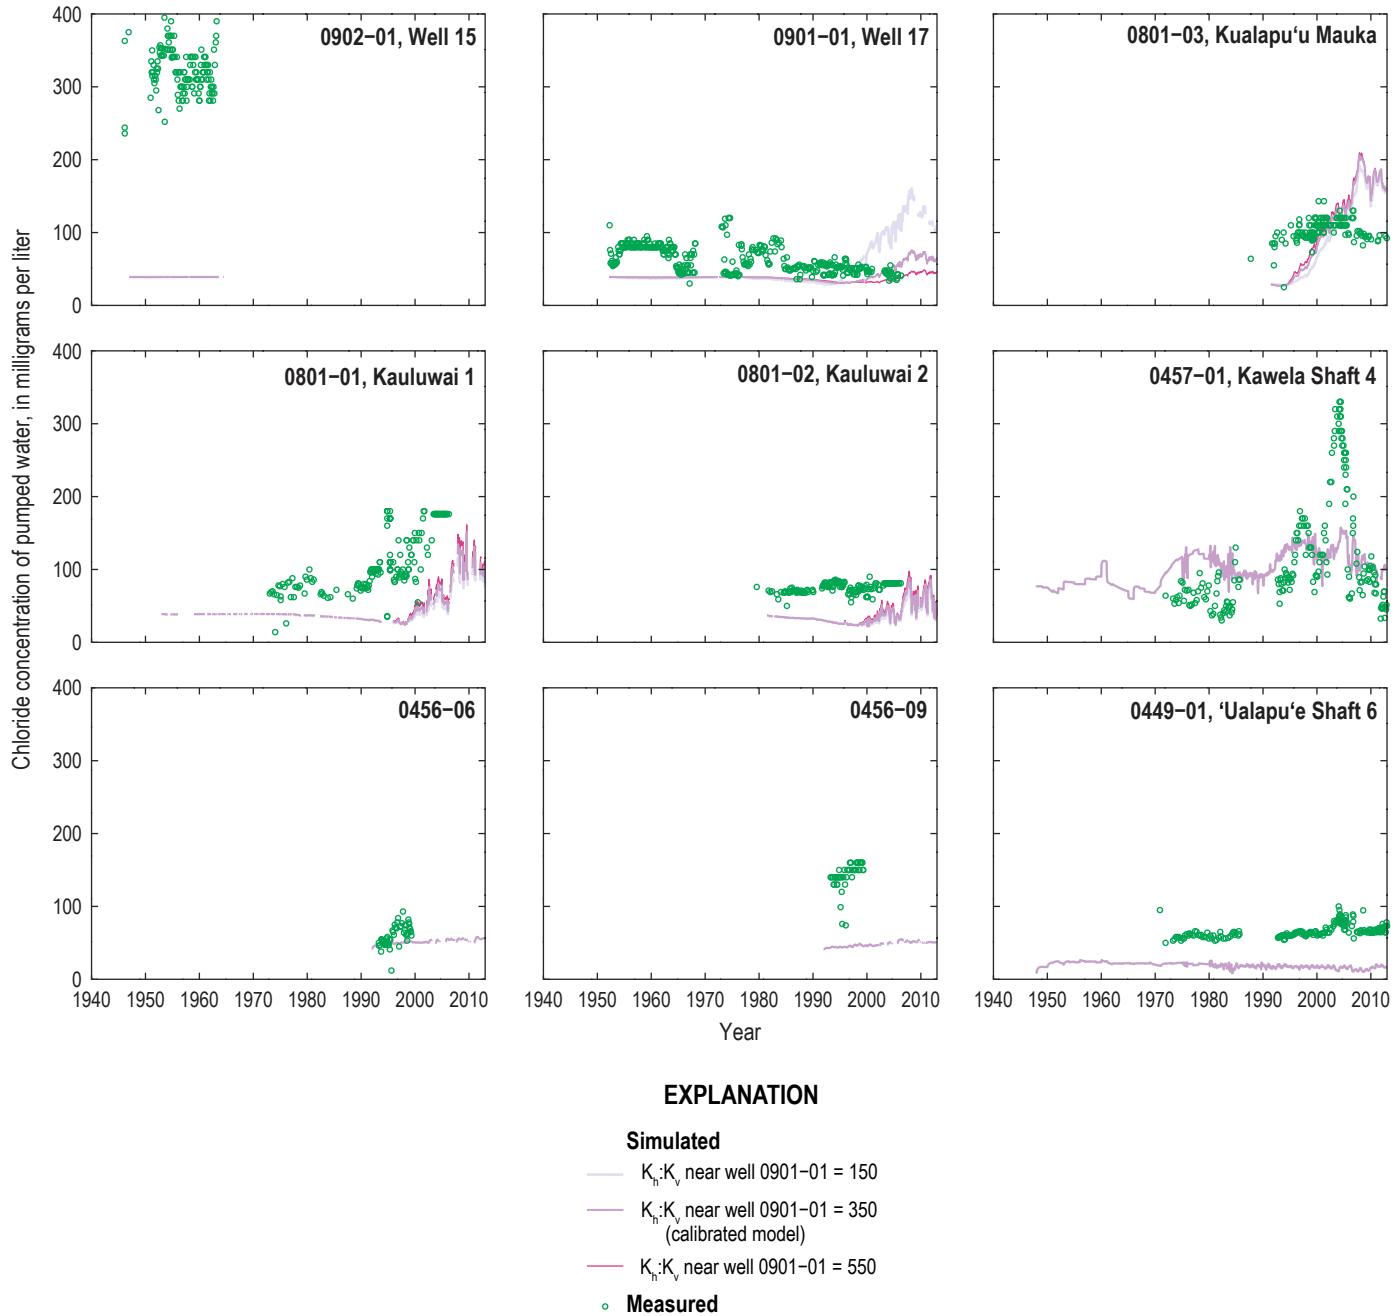 Chloride concentration of pumped water, in milligrams per liter
400
300
200
100
0
0902−01, Well 15
0901−01, Well 17
0801−03, Kualapu‘u Mauka
400
300
200
100
0
0801−01, Kauluwai 1
0801−02, Kauluwai 2
0457−01, Kawela Shaft 4
400
300
200
100
0
0456−06
0456−09
0449−01, ‘Ualapu‘e Shaft 6
1940 1950 1960 1970 1980 1990 2000 2010
1940 1950 1960 1970 1980 1990 2000 2010
1940 1950 1960 1970 1980 1990 2000 2010
Year
EXPLANATION
Simulated
Kh:Kv near well 0901−01 = 150
Kh:Kv near well 0901−01 = 350
(calibrated model)
Kh:Kv near well 0901−01 = 550
Measured